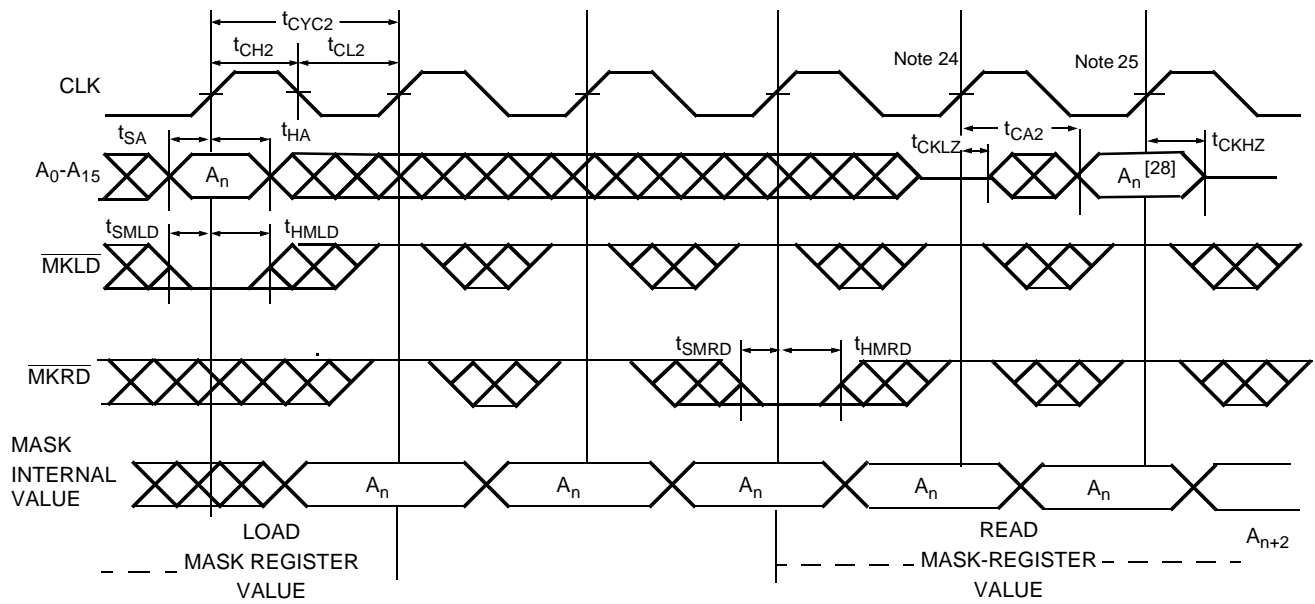 tCYC2
tCH2
tCL2
Note 24
Note 25
CLK
tSA
tHA
tCKLZ
tCA2
tCKHZ
A0-A15
An
An [28]
tSMLD
tHMLD
MKLD
tSMRD
tHMRD
MKRD
MASK
INTERNAL
VALUE
An
An
An
An
An
An+2
LOAD
MASK REGISTER
VALUE
READ
MASK-REGISTER
VALUE